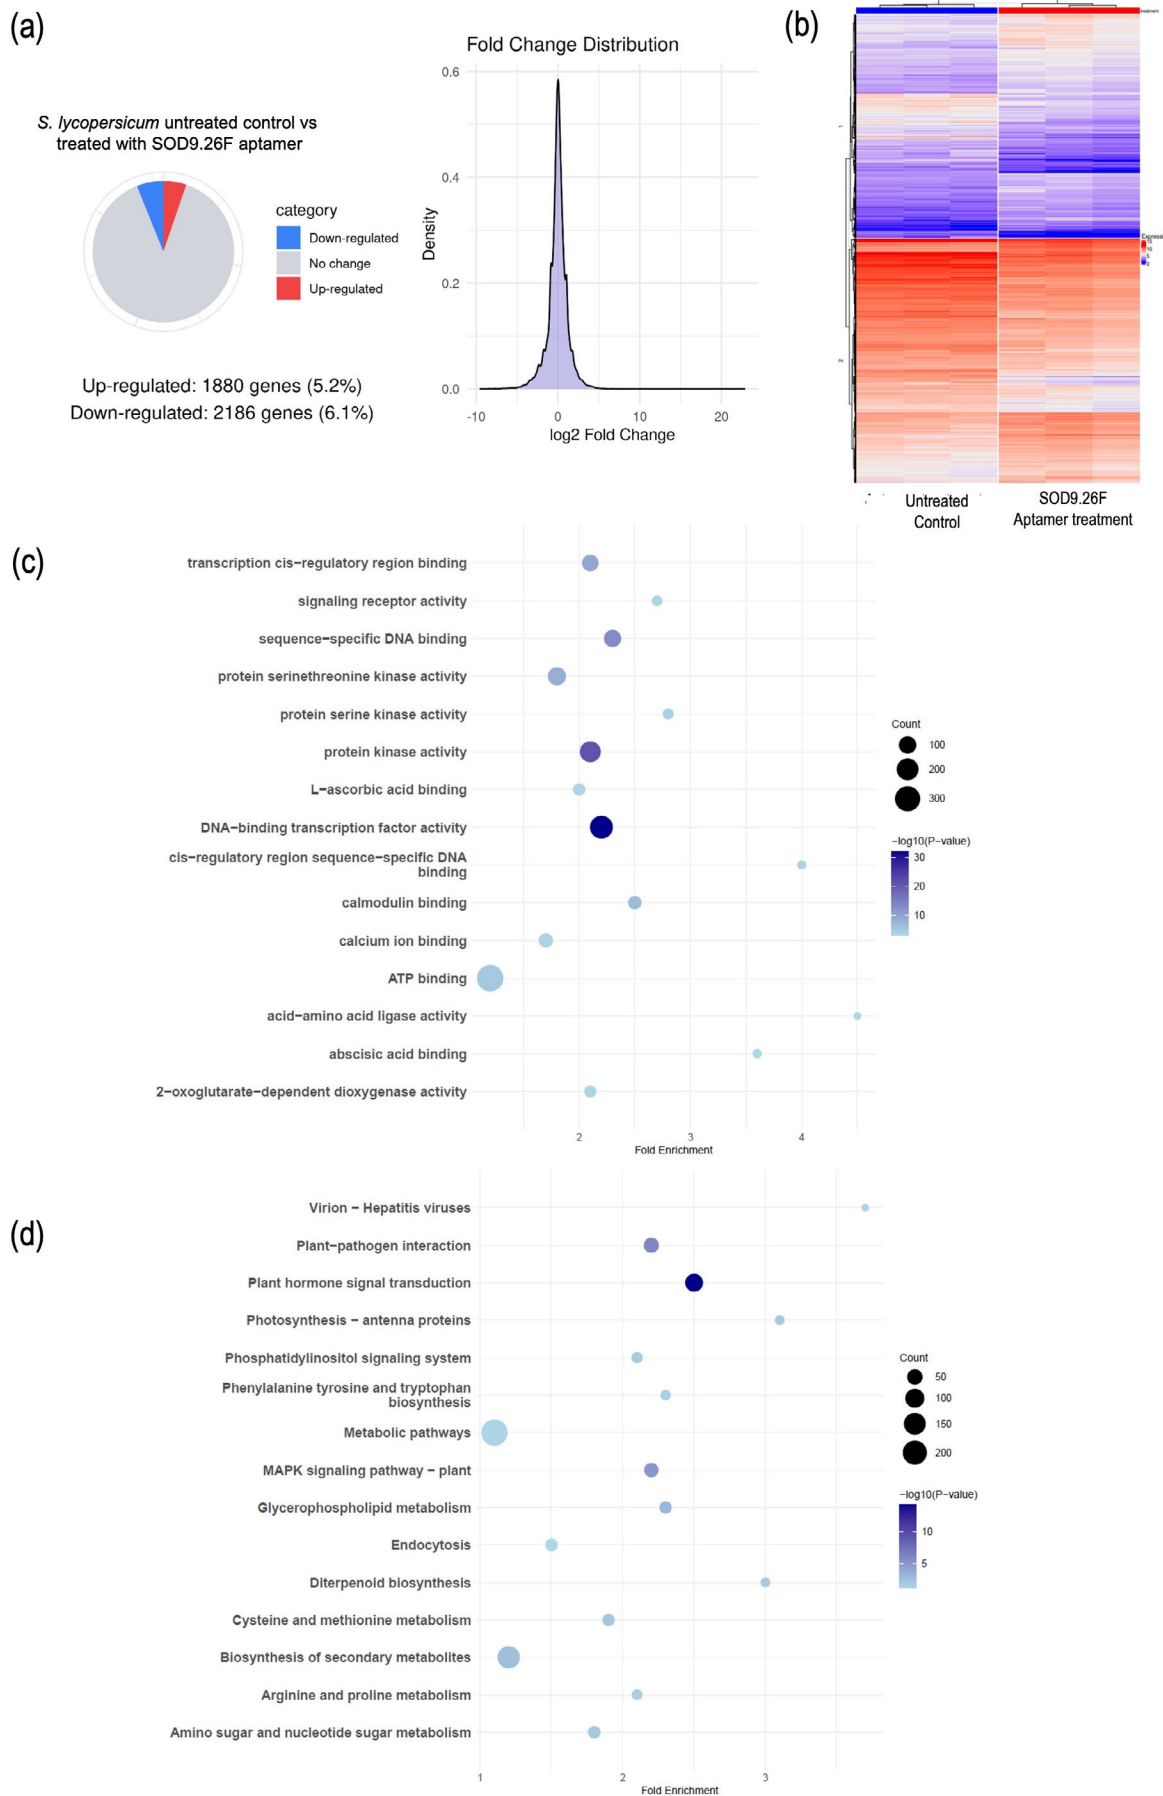 (a)
Fold Change Distribution
S. lycopersicum untreated control vs
treated with SOD9.26F aptamer
category
Down-regulated
No change
Up-regulated
Up-regulated: 1880 genes (5.2%)
Down-regulated: 2186 genes (6.1%)
Density
0.6
0.4
0.2
0.0
-10
0
10
20
log2 Fold Change
(b)
treatment
1
2
Expressi
15
10
5
0
Untreated
Control
SOD9.26F
Aptamer treatment
(c)
transcription cis−regulatory region binding
signaling receptor activity
sequence−specific DNA binding
protein serinethreonine kinase activity
protein serine kinase activity
protein kinase activity
L−ascorbic acid binding
DNA−binding transcription factor activity
cis−regulatory region sequence−specific DNA
binding
calmodulin binding
calcium ion binding
ATP binding
acid−amino acid ligase activity
abscisic acid binding
2−oxoglutarate−dependent dioxygenase activity
2
3
4
Fold Enrichment
Count
100
200
300
−log10(P−value)
30
20
10
(d)
Virion − Hepatitis viruses
Plant−pathogen interaction
Plant hormone signal transduction
Photosynthesis − antenna proteins
Phosphatidylinositol signaling system
Phenylalanine tyrosine and tryptophan
biosynthesis
Metabolic pathways
MAPK signaling pathway − plant
Glycerophospholipid metabolism
Endocytosis
Diterpenoid biosynthesis
Cysteine and methionine metabolism
Biosynthesis of secondary metabolites
Arginine and proline metabolism
Amino sugar and nucleotide sugar metabolism
1
2
3
Fold Enrichment
Count
50
100
150
200
−log10(P−value)
10
5